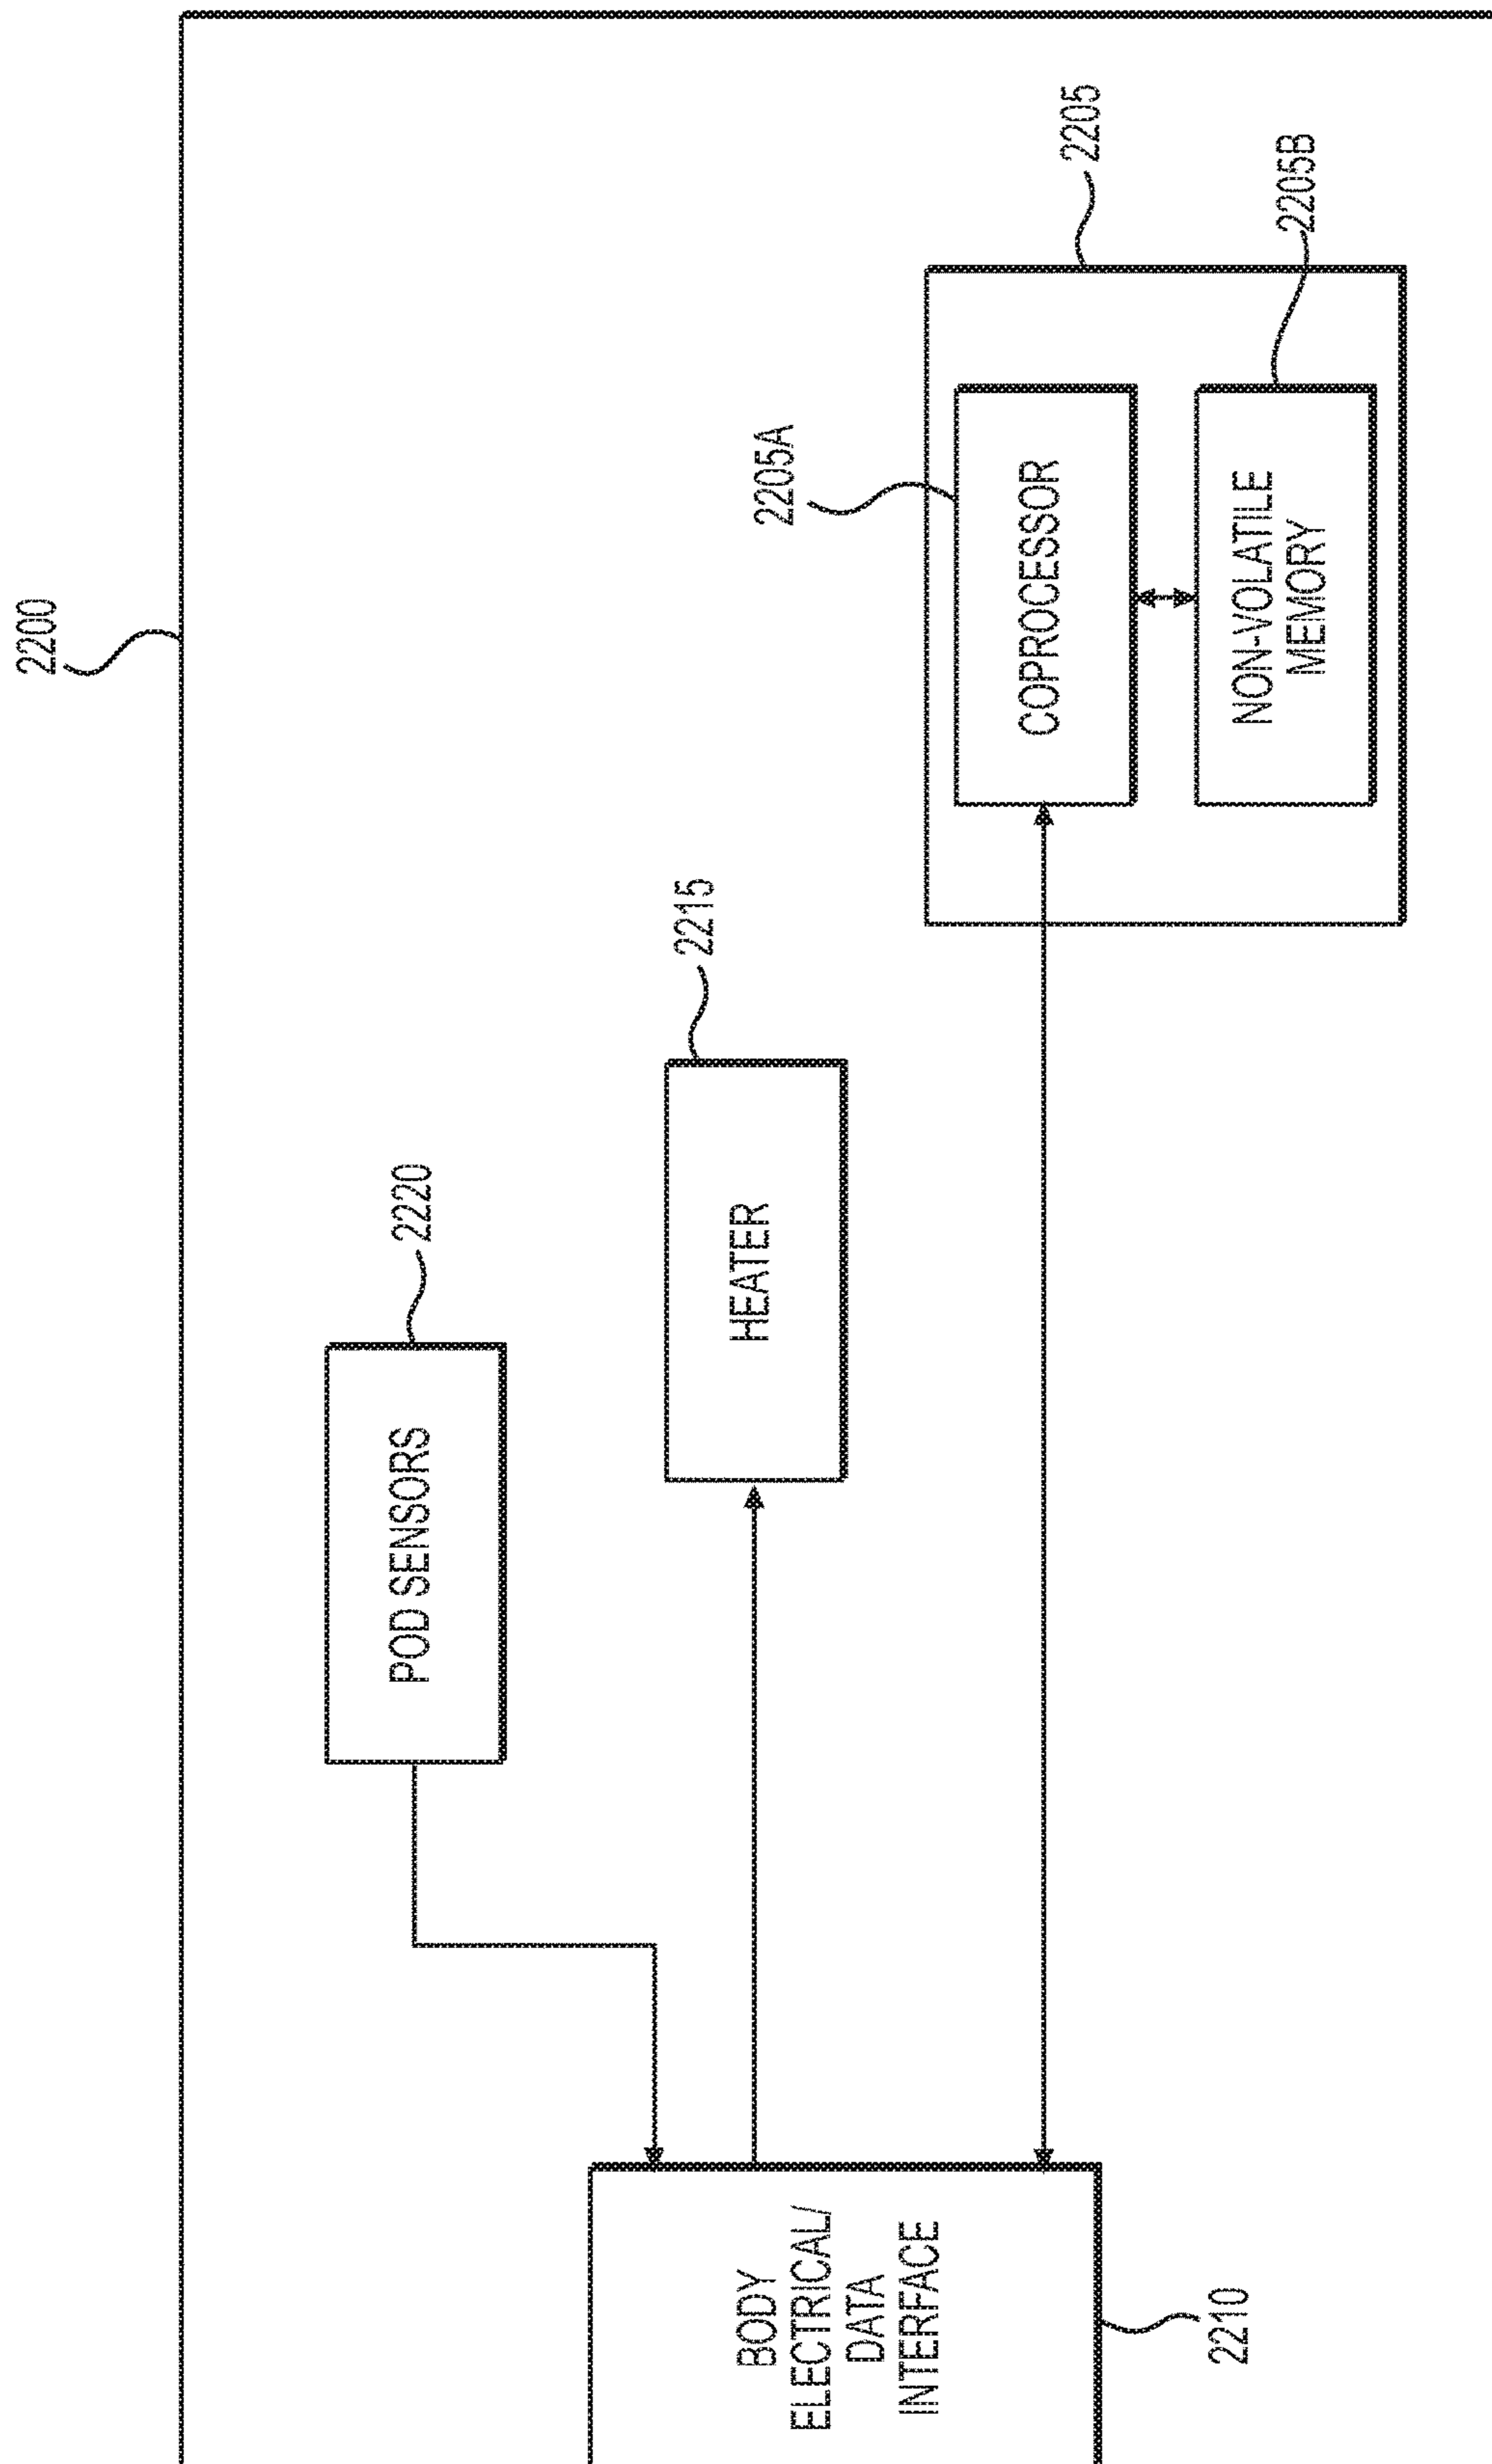 2200
2220
POD SENSORS
2215
HEATER
2205
2205A
COPROCESSOR
2205B
NON-VOLATILE
MEMORY
BODY
ELECTRICAL/
DATA
INTERFACE
2210